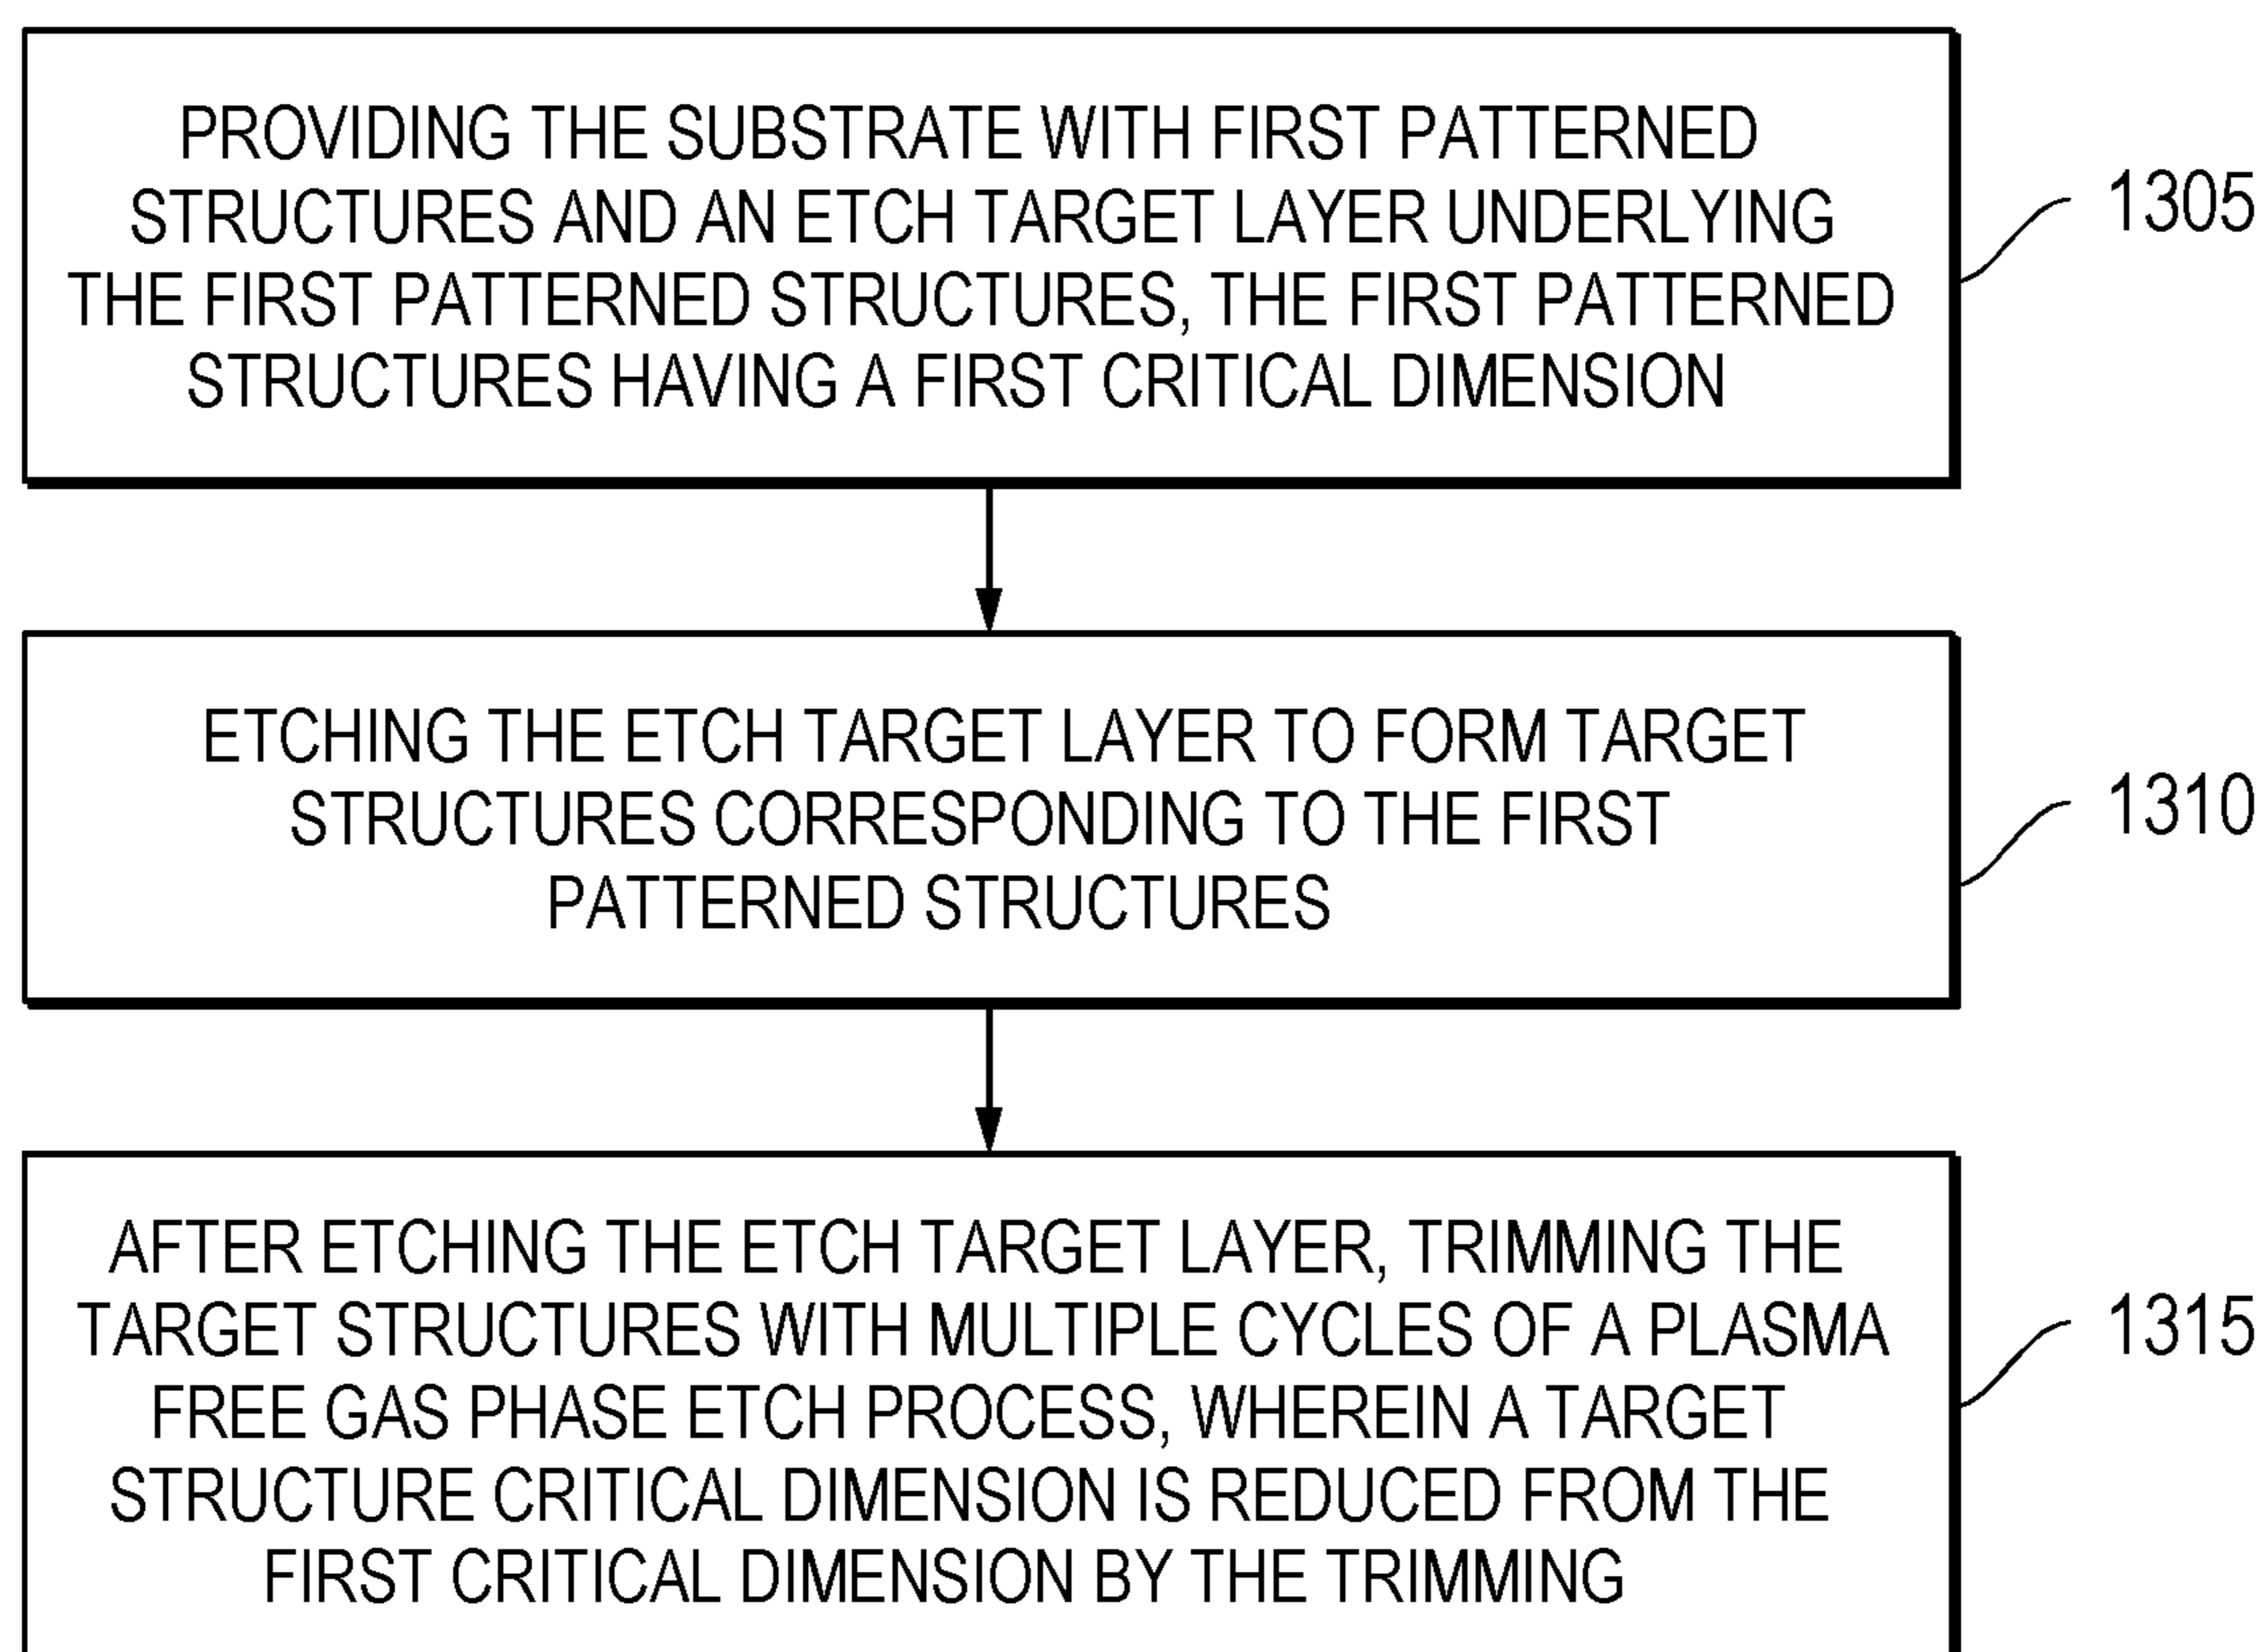 PROVIDING THE SUBSTRATE WITH FIRST PATTERNED
STRUCTURES AND AN ETCH TARGET LAYER UNDERLYING
THE FIRST PATTERNED STRUCTURES, THE FIRST PATTERNED
STRUCTURES HAVING A FIRST CRITICAL DIMENSION
1305
ETCHING THE ETCH TARGET LAYER TO FORM TARGET
STRUCTURES CORRESPONDING TO THE FIRST
PATTERNED STRUCTURES
1310
AFTER ETCHING THE ETCH TARGET LAYER, TRIMMING THE
TARGET STRUCTURES WITH MULTIPLE CYCLES OF A PLASMA
FREE GAS PHASE ETCH PROCESS, WHEREIN A TARGET
STRUCTURE CRITICAL DIMENSION IS REDUCED FROM THE
FIRST CRITICAL DIMENSION BY THE TRIMMING
1315